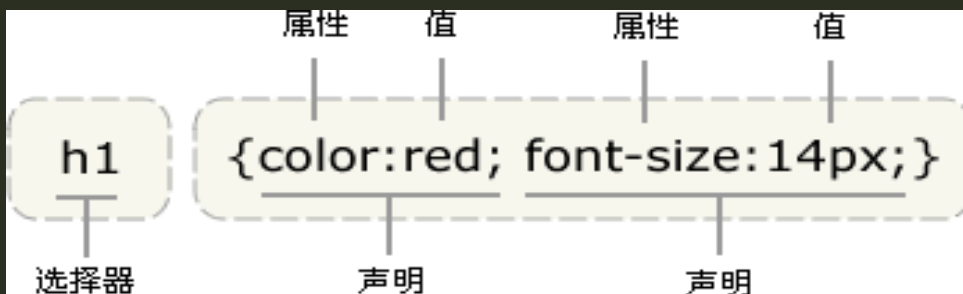 属性 值 属性 值
h1 {color:red; font-size:14px;}
选择器 声明 声明